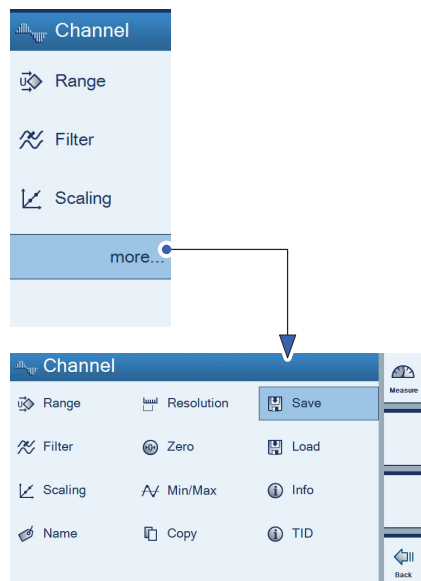 Channel
Range
Filter
Scaling
more...
Channel
Measure
Range Resolution Save
Filter Zero Load
Scaling Min/Max Info
Name Copy TID
Back